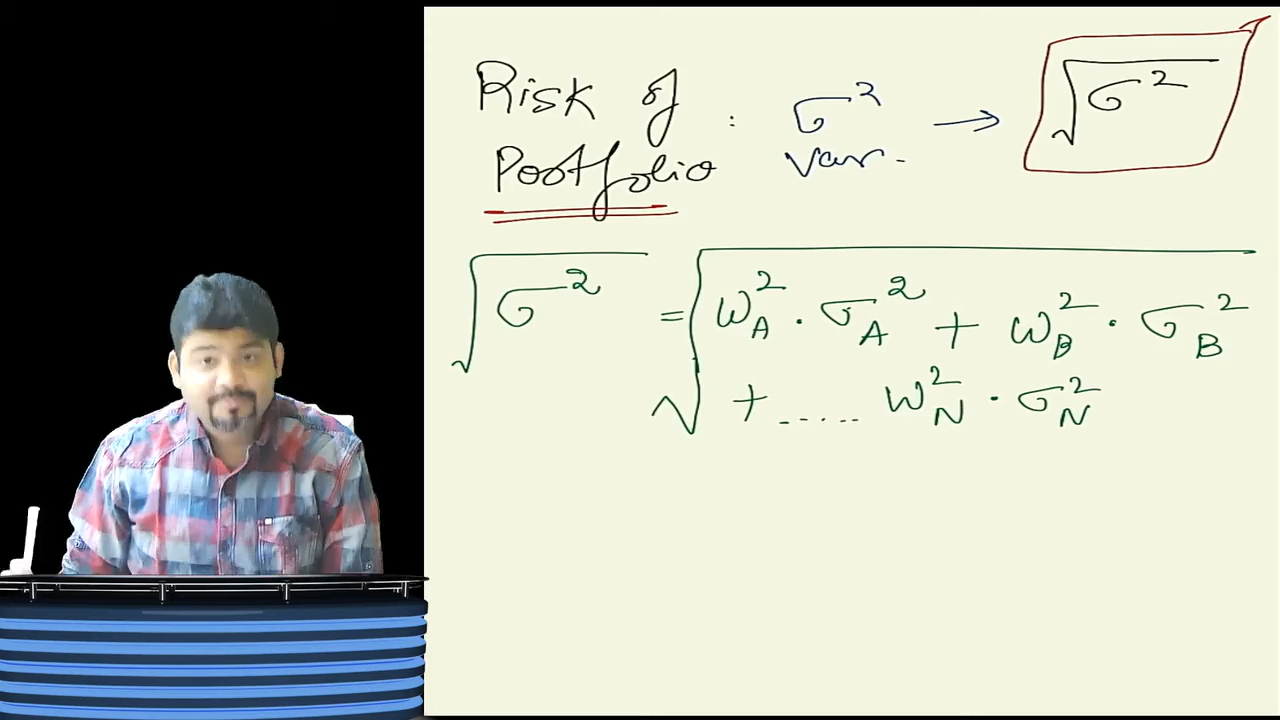 Risk of
Portfolio : σ² → √σ²
var.
√σ² = √w_A² · σ_A² + w_B² · σ_B²
+ ..... w_N² · σ_N²